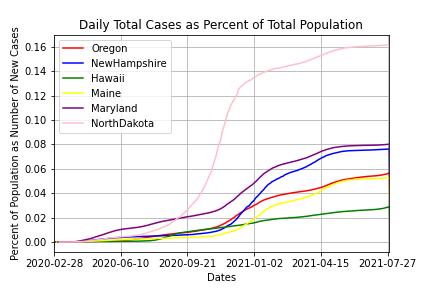 Daily Total Cases as Percent of Total Population
Percent of Population as Number of New Cases
0.16
0.14
0.12
0.10
0.08
0.06
0.04
0.02
0.00
Oregon
NewHampshire
Hawaii
Maine
Maryland
NorthDakota
2020-02-28 2020-06-10 2020-09-21 2021-01-02 2021-04-15 2021-07-27
Dates